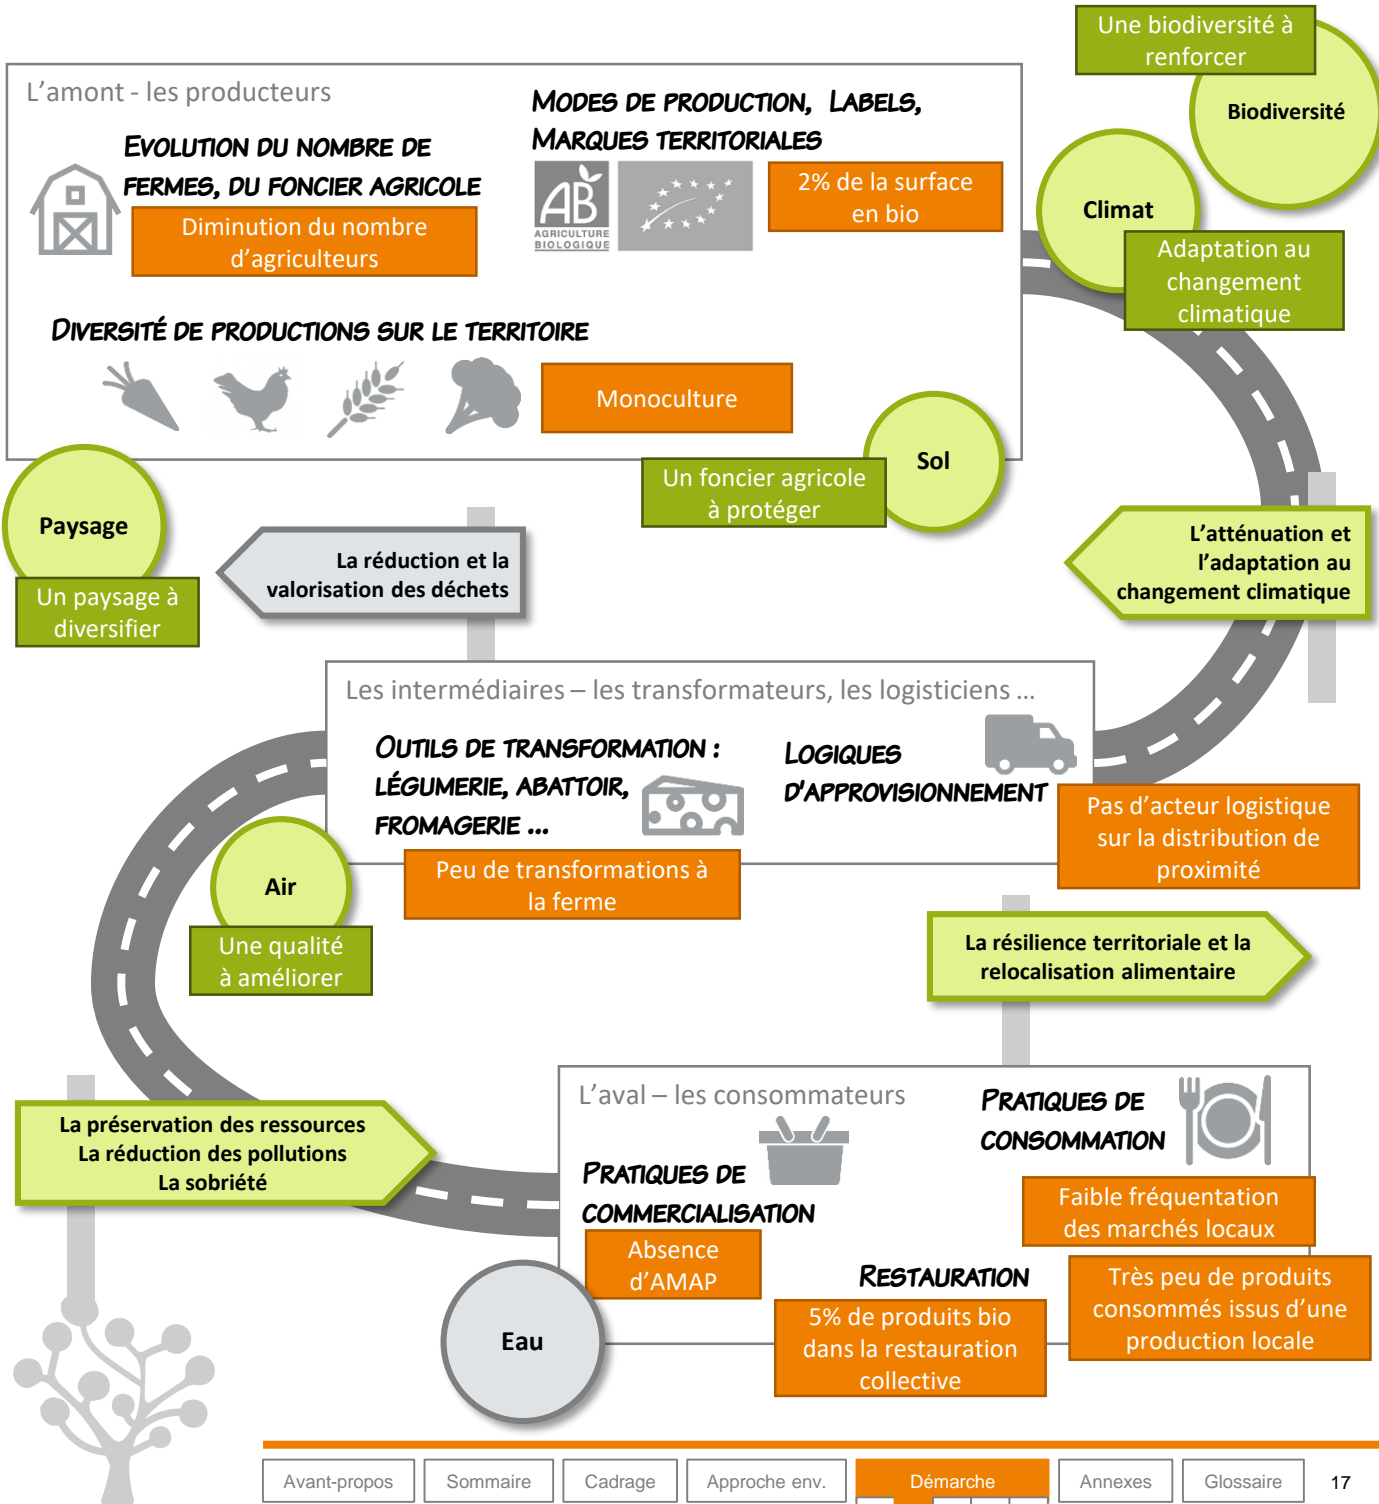 Une biodiversité à
renforcer
Biodiversité
L'amont - les producteurs
EVOLUTION DU NOMBRE DE
FERMES, DU FONCIER AGRICOLE
Diminution du nombre
d'agriculteurs
MODES DE PRODUCTION, LABELS,
MARQUES TERRITORIALES
AB
AGRICULTURE
BIOLOGIQUE
2% de la surface
en bio
Climat
Adaptation au
changement
climatique
DIVERSITÉ DE PRODUCTIONS SUR LE TERRITOIRE
Monoculture
Sol
Un foncier agricole
à protéger
Paysage
Un paysage à
diversifier
La réduction et la
valorisation des déchets
L'atténuation et
l'adaptation au
changement climatique
Les intermédiaires – les transformateurs, les logisticiens ...
OUTILS DE TRANSFORMATION :
LÉGUMERIE, ABATTOIR,
FROMAGERIE ...
LOGIQUES
D'APPROVISIONNEMENT
Peu de transformations à
la ferme
Pas d'acteur logistique
sur la distribution de
proximité
Air
Une qualité
à améliorer
La résilience territoriale et la
relocalisation alimentaire
La préservation des ressources
La réduction des pollutions
La sobriété
L'aval – les consommateurs
PRATIQUES DE
COMMERCIALISATION
Absence
d'AMAP
PRATIQUES DE
CONSOMMATION
Faible fréquentation
des marchés locaux
Très peu de produits
consommés issus d'une
production locale
RESTAURATION
5% de produits bio
dans la restauration
collective
Eau
Avant-propos
Sommaire
Cadrage
Approche env.
Démarche
Annexes
Glossaire
17